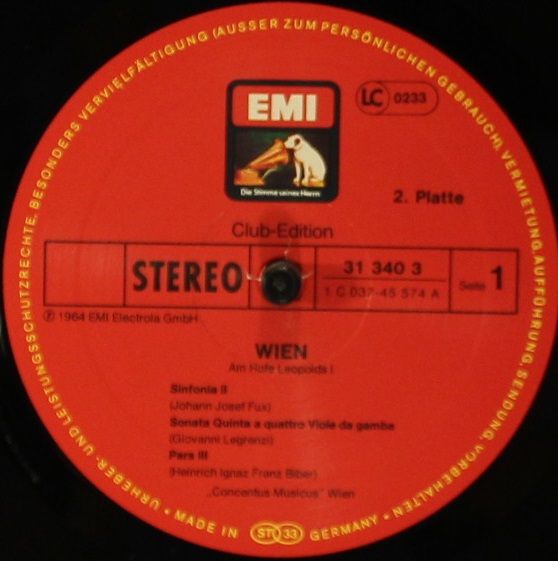 URHEBER- UND LEISTUNGSSCHUTZRECHTE, BESONDERS VERVIELFÄLTIGUNG (AUSSER ZUM PERSÖNLICHEN GEBRAUCH), VERMIETUNG, AUFFÜHRUNG, SENDUNG, VORBEHALTEN •
EMI
LC 0233
Die Stimme seines Herrn
2. Platte
Club-Edition
STEREO
31 340 3
1 C 037-45 574 A
Seite 1
Ⓟ 1964 EMI Electrola GmbH
WIEN
Am Hofe Leopolds I
Sinfonia II
(Johann Josef Fux)
Sonata Quinta a quattro Viole da gamba
(Giovanni Legrenzi)
Pars III
(Heinrich Ignaz Franz Biber)
„Concentus Musicus" Wien
• MADE IN ST 33 GERMANY •